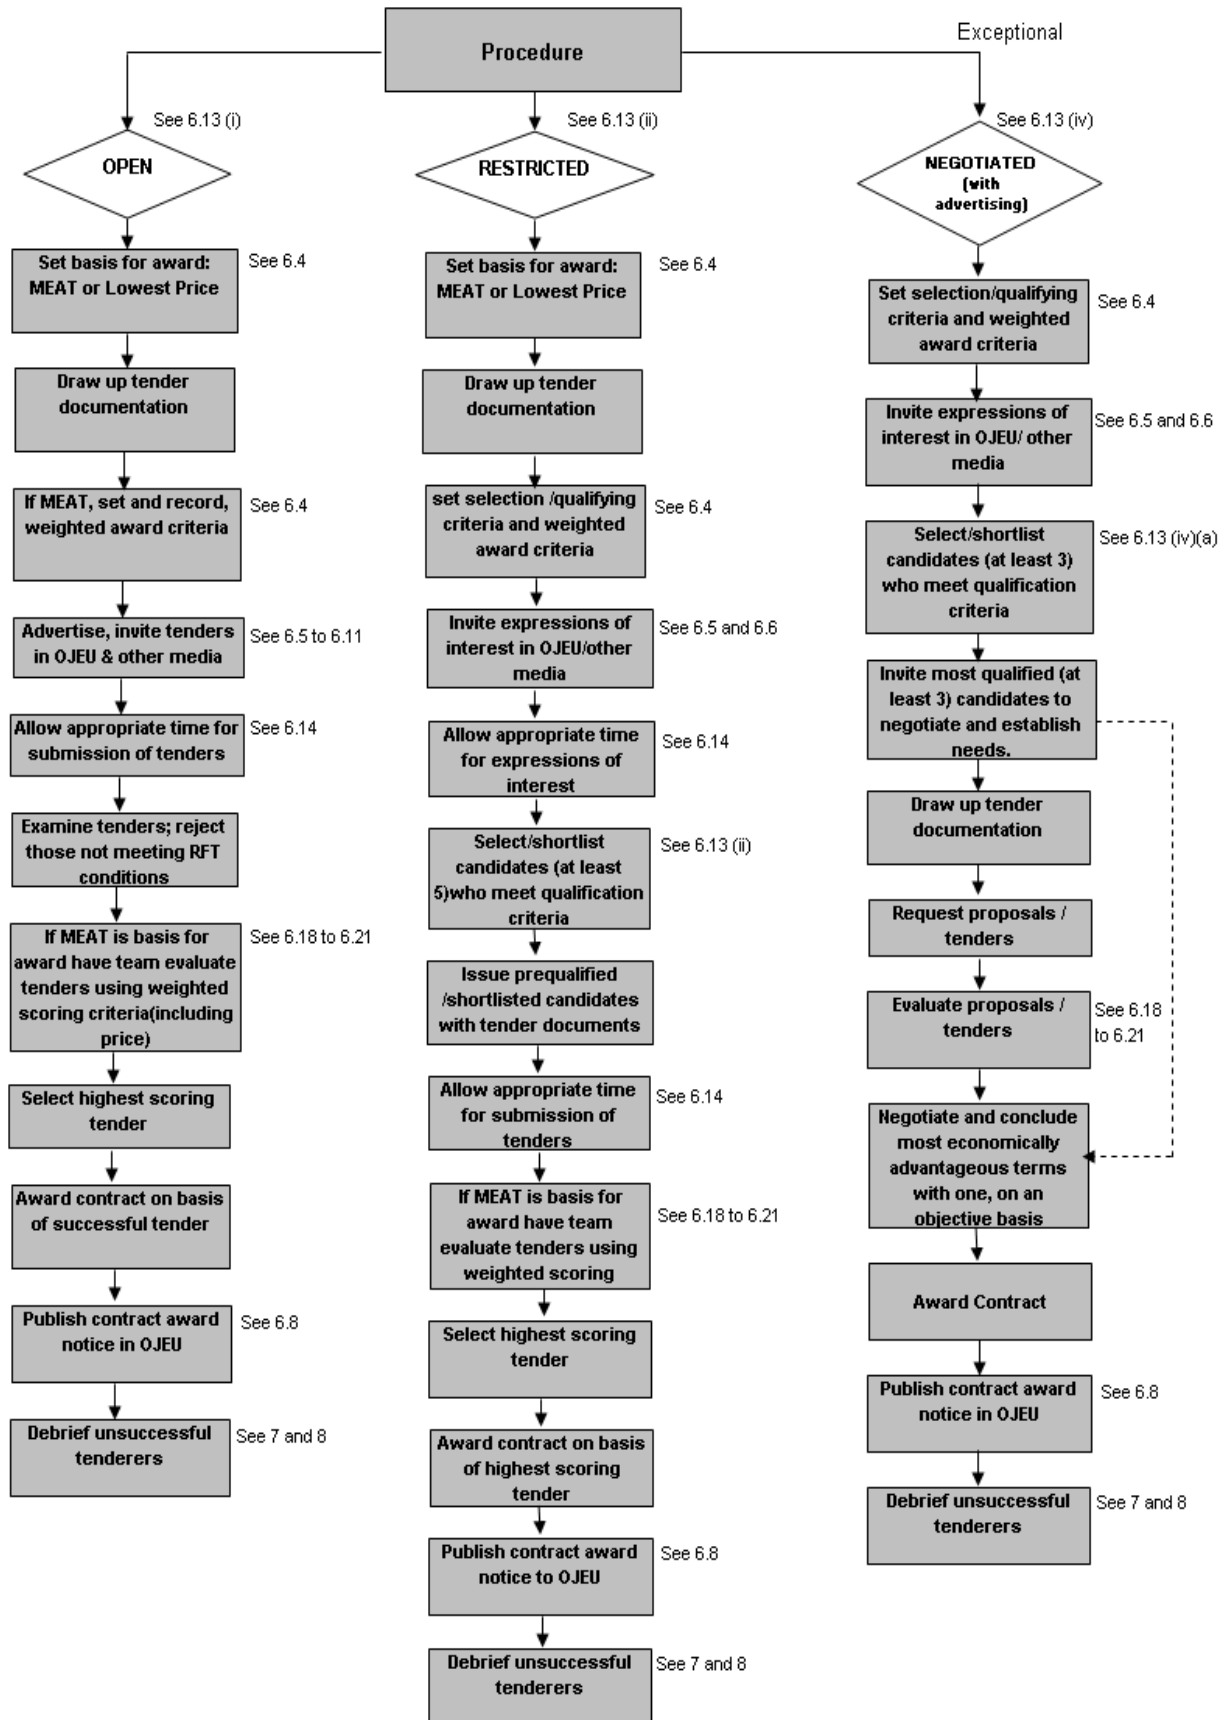 Procedure
Exceptional
See 6.13 (i)
OPEN
Set basis for award:
MEAT or Lowest Price
See 6.4
Draw up tender
documentation
If MEAT, set and record,
weighted award criteria
See 6.4
Advertise, invite tenders
in OJEU & other media
See 6.5 to 6.11
Allow appropriate time for
submission of tenders
See 6.14
Examine tenders; reject
those not meeting RFT
conditions
If MEAT is basis for
award have team evaluate
tenders using weighted
scoring criteria(including
price)
See 6.18 to 6.21
Select highest scoring
tender
Award contract on basis
of successful tender
Publish contract award
notice in OJEU
See 6.8
Debrief unsuccessful
tenderers
See 7 and 8
See 6.13 (ii)
RESTRICTED
Set basis for award:
MEAT or Lowest Price
See 6.4
Draw up tender
documentation
set selection /qualifying
criteria and weighted
award criteria
See 6.4
Invite expressions of
interest in OJEU/other
media
See 6.5 and 6.6
Allow appropriate time
for expressions of
interest
See 6.14
Select/shortlist
candidates (at least
5)who meet qualification
criteria
See 6.13 (ii)
Issue prequalified
/shortlisted candidates
with tender documents
Allow appropriate time
for submission of
tenders
See 6.14
If MEAT is basis for
award have team
evaluate tenders using
weighted scoring
See 6.18 to 6.21
Select highest scoring
tender
Award contract on basis
of highest scoring
tender
Publish contract award
notice to OJEU
See 6.8
Debrief unsuccessful
tenderers
See 7 and 8
See 6.13 (iv)
NEGOTIATED
(with
advertising)
Set selection/qualifying
criteria and weighted
award criteria
See 6.4
Invite expressions of
interest in OJEU/ other
media
See 6.5 and 6.6
Select/shortlist
candidates (at least 3)
who meet qualification
criteria
See 6.13 (iv)(a)
Invite most qualified (at
least 3) candidates to
negotiate and establish
needs.
Draw up tender
documentation
Request proposals /
tenders
Evaluate proposals /
tenders
See 6.18
to 6.21
Negotiate and conclude
most economically
advantageous terms
with one, on an
objective basis
Award Contract
Publish contract award
notice in OJEU
See 6.8
Debrief unsuccessful
tenderers
See 7 and 8